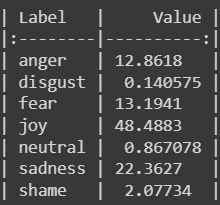 | Label   |     Value |
|:--------|----------:|
| anger   | 12.8618   |
| disgust |  0.140575 |
| fear    | 13.1941   |
| joy     | 48.4883   |
| neutral |  0.867078 |
| sadness | 22.3627   |
| shame   |  2.07734  |